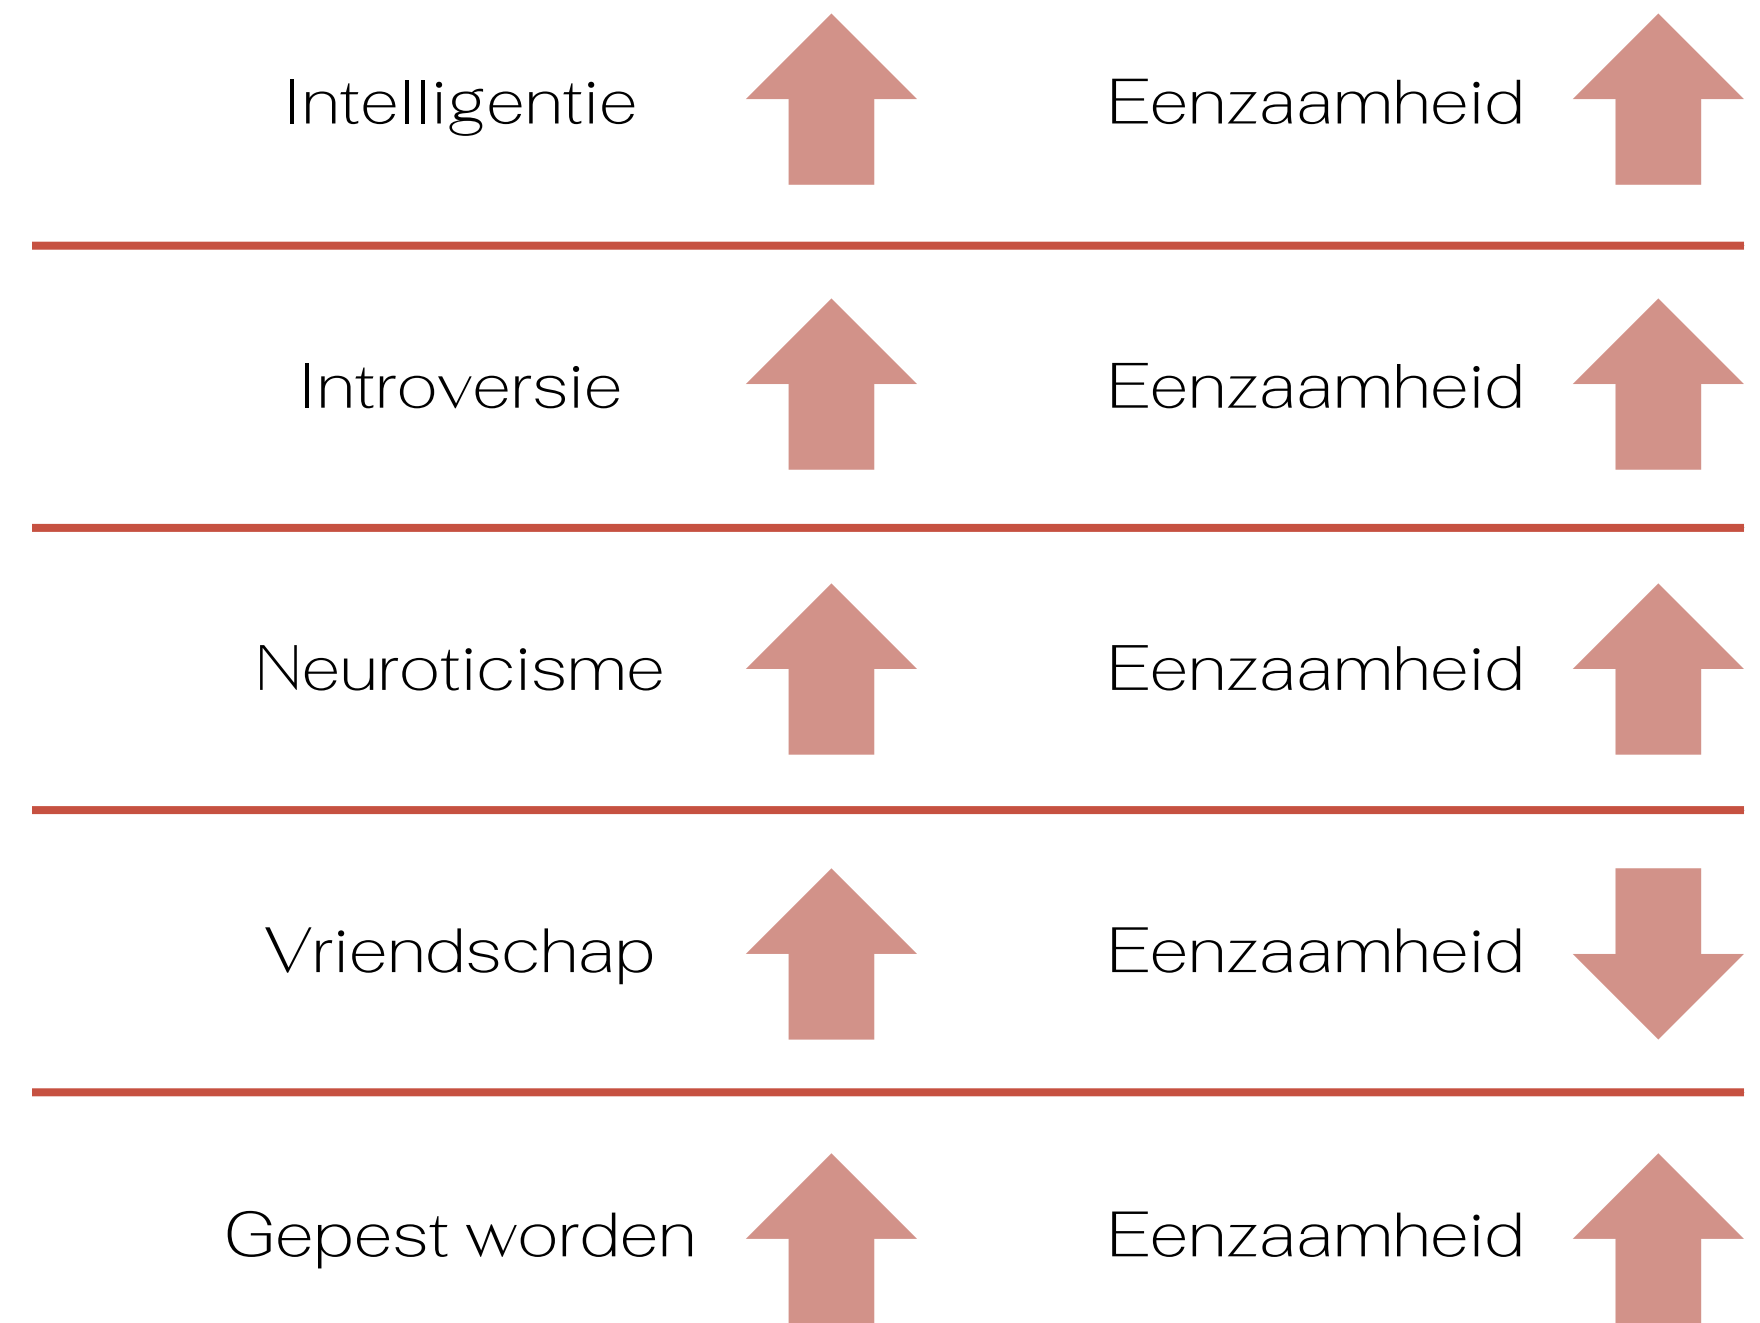 Intelligentie Eenzaamheid
Introversie Eenzaamheid
Neuroticisme Eenzaamheid
Vriendschap Eenzaamheid
Gepest worden Eenzaamheid